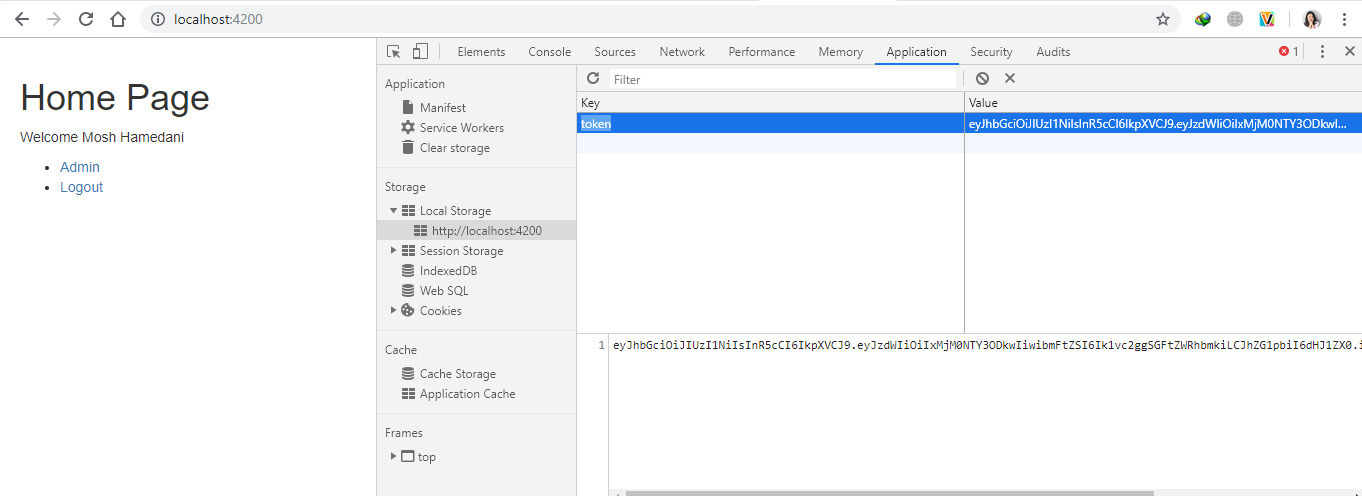 localhost:4200
Elements Console Sources Network Performance Memory Application Security Audits 1
Home Page
Welcome Mosh Hamedani
Admin
Logout
Application
Manifest
Service Workers
Clear storage
Storage
Local Storage
http://localhost:4200
Session Storage
IndexedDB
Web SQL
Cookies
Cache
Cache Storage
Application Cache
Frames
top
Filter
Key Value
token eyJhbGciOiJIUzI1NiIsInR5cCI6IkpXVCJ9.eyJzdWIiOiIxMjM0NTY3ODkwI...
1 eyJhbGciOiJIUzI1NiIsInR5cCI6IkpXVCJ9.eyJzdWIiOiIxMjM0NTY3ODkwIiwibmFtZSI6Ik1vc2ggSGFtZWRhbmkiLCJhZG1pbiI6dHJ1ZX0.i